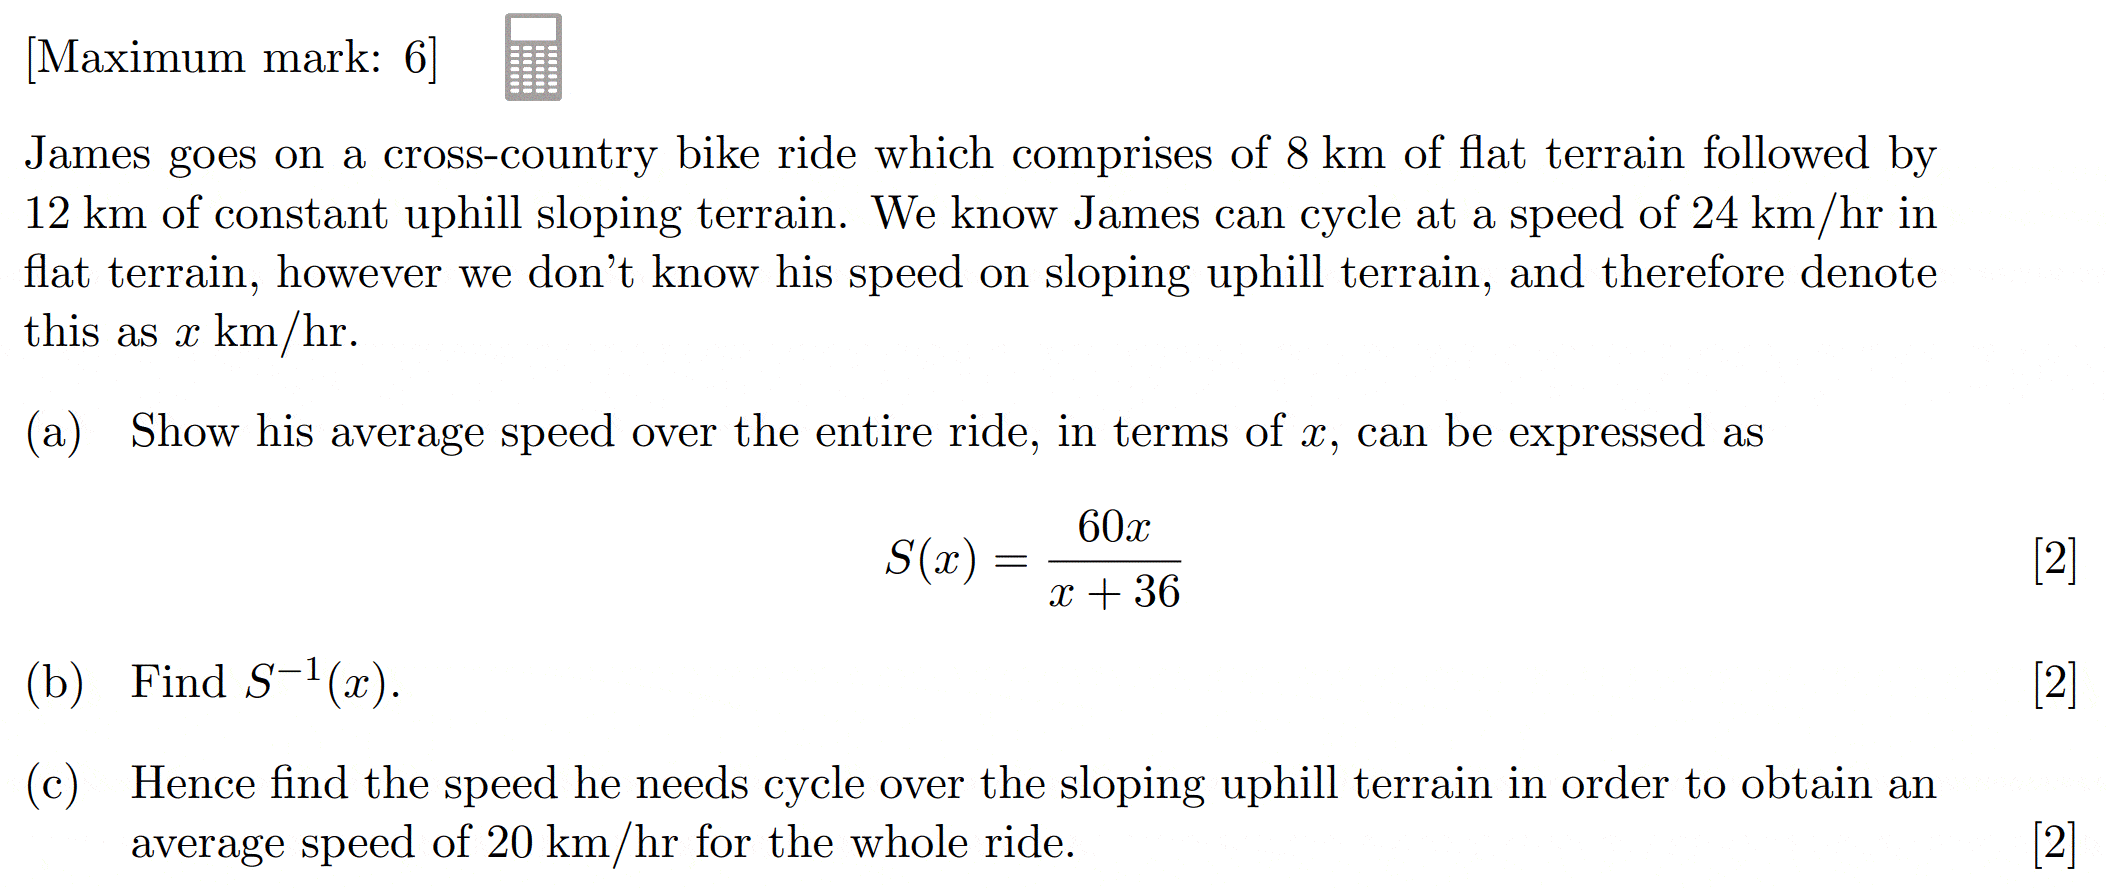 [Maximum mark: 6]
James goes on a cross-country bike ride which comprises of 8 km of flat terrain followed by
12 km of constant uphill sloping terrain. We know James can cycle at a speed of 24 km/hr in
flat terrain, however we don't know his speed on sloping uphill terrain, and therefore denote
this as x km/hr.
(a) Show his average speed over the entire ride, in terms of x, can be expressed as
S(x) = \frac{60x}{x + 36} [2]
(b) Find S^{-1}(x). [2]
(c) Hence find the speed he needs cycle over the sloping uphill terrain in order to obtain an
average speed of 20 km/hr for the whole ride. [2]